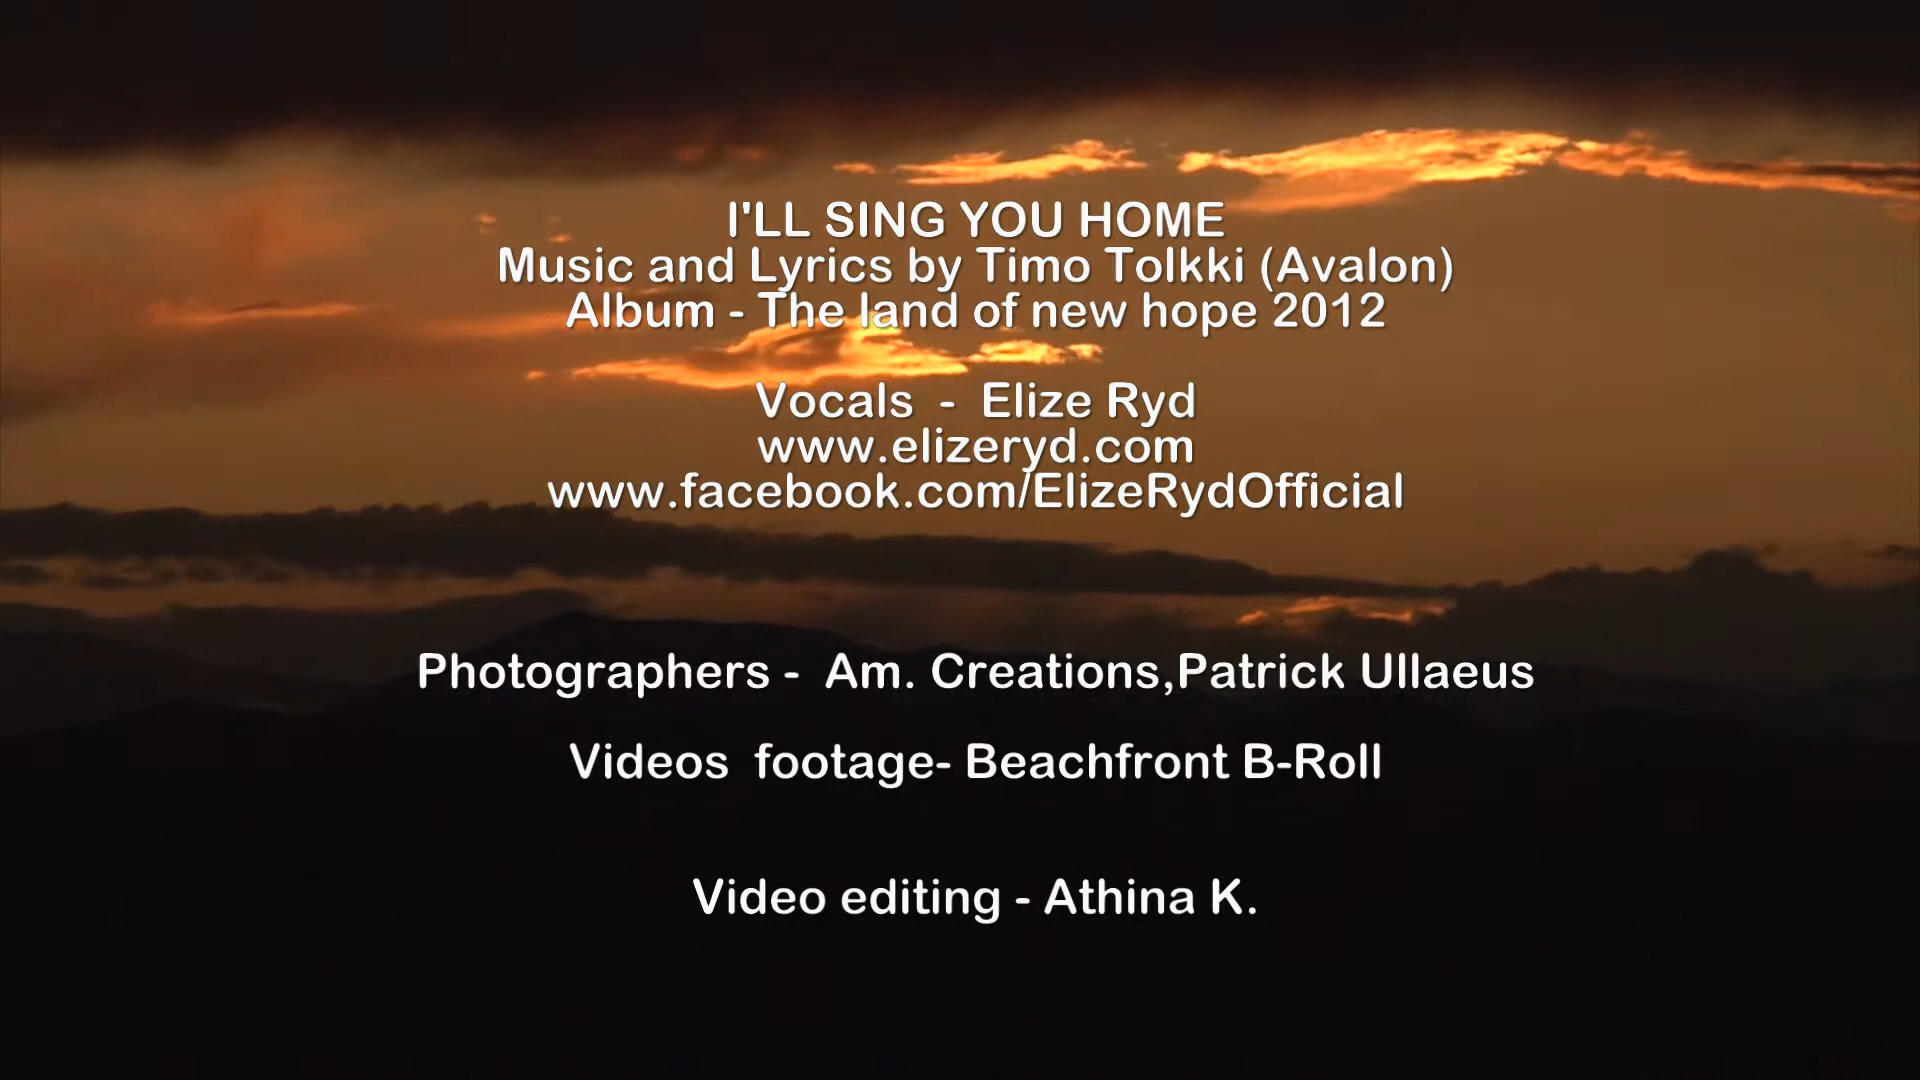 I'LL SING YOU HOME
Music and Lyrics by Timo Tolkki (Avalon)
Album - The land of new hope 2012
Vocals - Elize Ryd
www.elizeryd.com
www.facebook.com/ElizeRydOfficial
Photographers - Am. Creations,Patrick Ullaeus
Videos footage- Beachfront B-Roll
Video editing - Athina K.